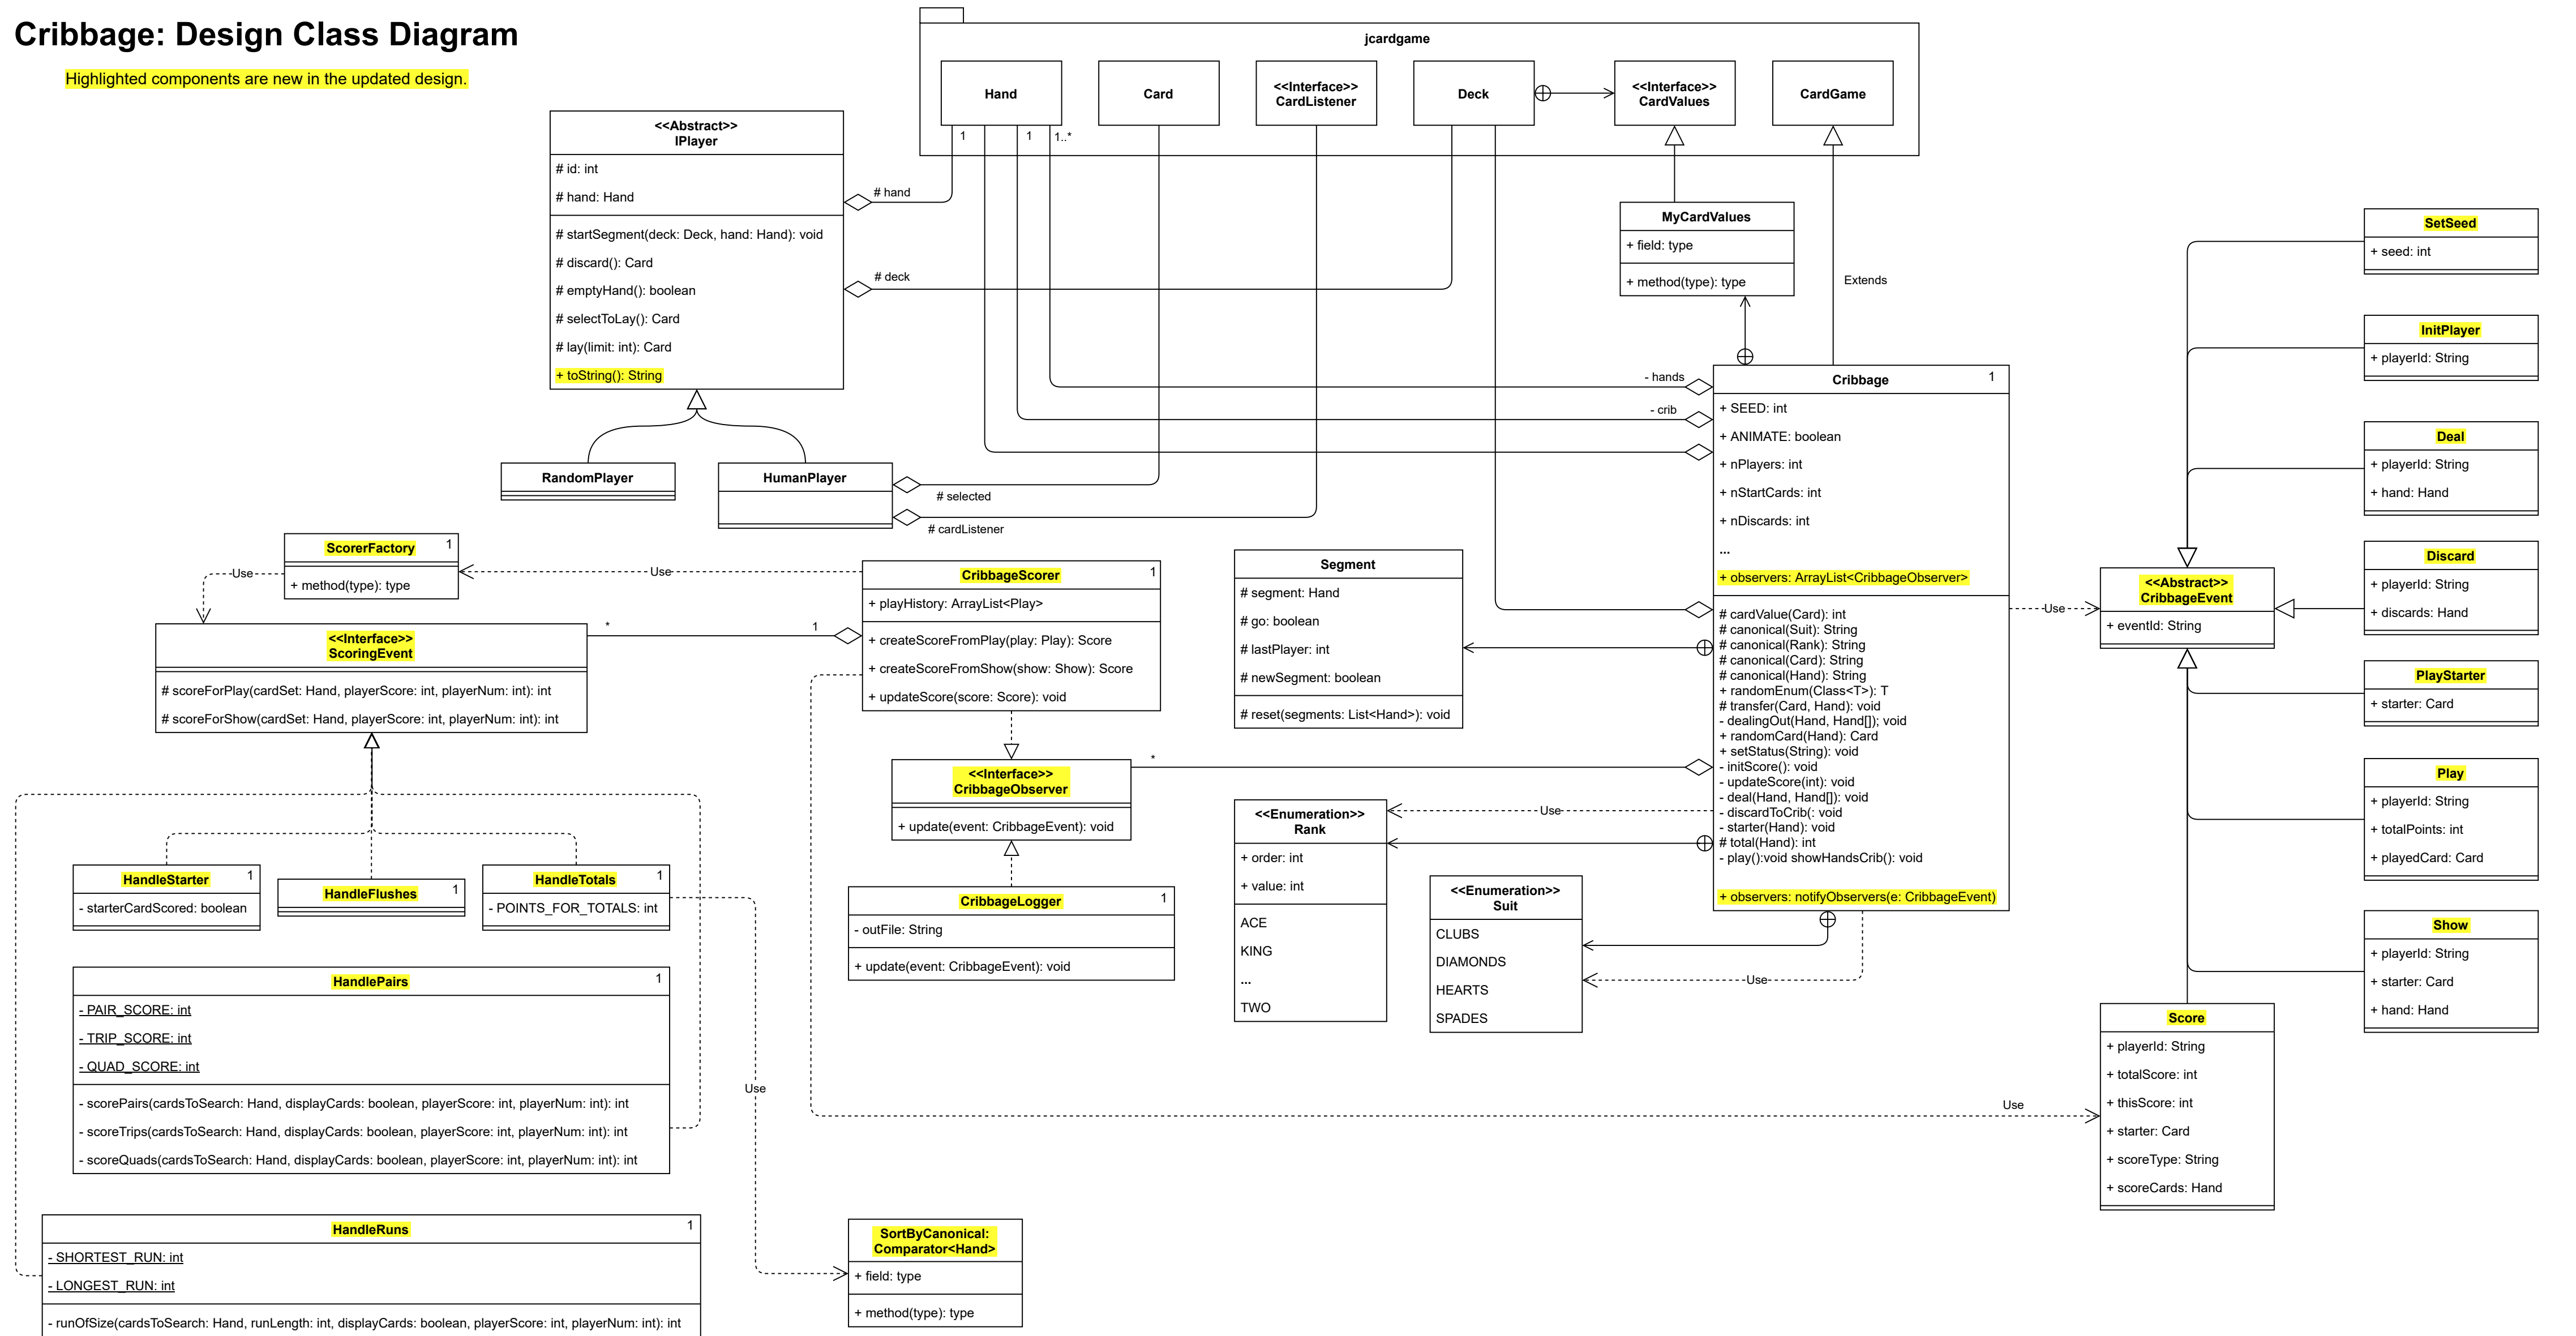 Cribbage: Design Class Diagram
Highlighted components are new in the updated design.
jcardgame
Hand
Card
<<Interface>>
CardListener
Deck
<<Interface>>
CardValues
CardGame
1
1
1..*
<<Abstract>>
IPlayer
# id: int
# hand: Hand
# startSegment(deck: Deck, hand: Hand): void
# discard(): Card
# emptyHand(): boolean
# selectToLay(): Card
# lay(limit: int): Card
+ toString(): String
# hand
# deck
RandomPlayer
HumanPlayer
# selected
# cardListener
MyCardValues
+ field: type
+ method(type): type
Extends
- hands
- crib
Cribbage
1
+ SEED: int
+ ANIMATE: boolean
+ nPlayers: int
+ nStartCards: int
+ nDiscards: int
...
+ observers: ArrayList<CribbageObserver>
# cardValue(Card): int
# canonical(Suit): String
# canonical(Rank): String
# canonical(Card): String
# canonical(Hand): String
+ randomEnum(Class<T>): T
# transfer(Card, Hand): void
- dealingOut(Hand, Hand[]); void
+ randomCard(Hand): Card
+ setStatus(String): void
- initScore(): void
- updateScore(int): void
- deal(Hand, Hand[]): void
- discardToCrib(: void
- starter(Hand): void
# total(Hand): int
- play():void showHandsCrib(): void
+ observers: notifyObservers(e: CribbageEvent)
Use
<<Abstract>>
CribbageEvent
+ eventId: String
SetSeed
+ seed: int
InitPlayer
+ playerId: String
Deal
+ playerId: String
+ hand: Hand
Discard
+ playerId: String
+ discards: Hand
PlayStarter
+ starter: Card
Play
+ playerId: String
+ totalPoints: int
+ playedCard: Card
Show
+ playerId: String
+ starter: Card
+ hand: Hand
Score
+ playerId: String
+ totalScore: int
+ thisScore: int
+ starter: Card
+ scoreType: String
+ scoreCards: Hand
Use
ScorerFactory
1
+ method(type): type
Use
Use
CribbageScorer
1
+ playHistory: ArrayList<Play>
+ createScoreFromPlay(play: Play): Score
+ createScoreFromShow(show: Show): Score
+ updateScore(score: Score): void
*
1
<<Interface>>
ScoringEvent
# scoreForPlay(cardSet: Hand, playerScore: int, playerNum: int): int
# scoreForShow(cardSet: Hand, playerScore: int, playerNum: int): int
Segment
# segment: Hand
# go: boolean
# lastPlayer: int
# newSegment: boolean
# reset(segments: List<Hand>): void
<<Interface>>
CribbageObserver
+ update(event: CribbageEvent): void
*
CribbageLogger
1
- outFile: String
+ update(event: CribbageEvent): void
<<Enumeration>>
Rank
+ order: int
+ value: int
ACE
KING
...
TWO
Use
<<Enumeration>>
Suit
CLUBS
DIAMONDS
HEARTS
SPADES
Use
HandleStarter
1
- starterCardScored: boolean
HandleFlushes
1
HandleTotals
1
- POINTS_FOR_TOTALS: int
HandlePairs
1
- PAIR_SCORE: int
- TRIP_SCORE: int
- QUAD_SCORE: int
- scorePairs(cardsToSearch: Hand, displayCards: boolean, playerScore: int, playerNum: int): int
- scoreTrips(cardsToSearch: Hand, displayCards: boolean, playerScore: int, playerNum: int): int
- scoreQuads(cardsToSearch: Hand, displayCards: boolean, playerScore: int, playerNum: int): int
Use
HandleRuns
1
- SHORTEST_RUN: int
- LONGEST_RUN: int
- runOfSize(cardsToSearch: Hand, runLength: int, displayCards: boolean, playerScore: int, playerNum: int): int
SortByCanonical:
Comparator<Hand>
+ field: type
+ method(type): type